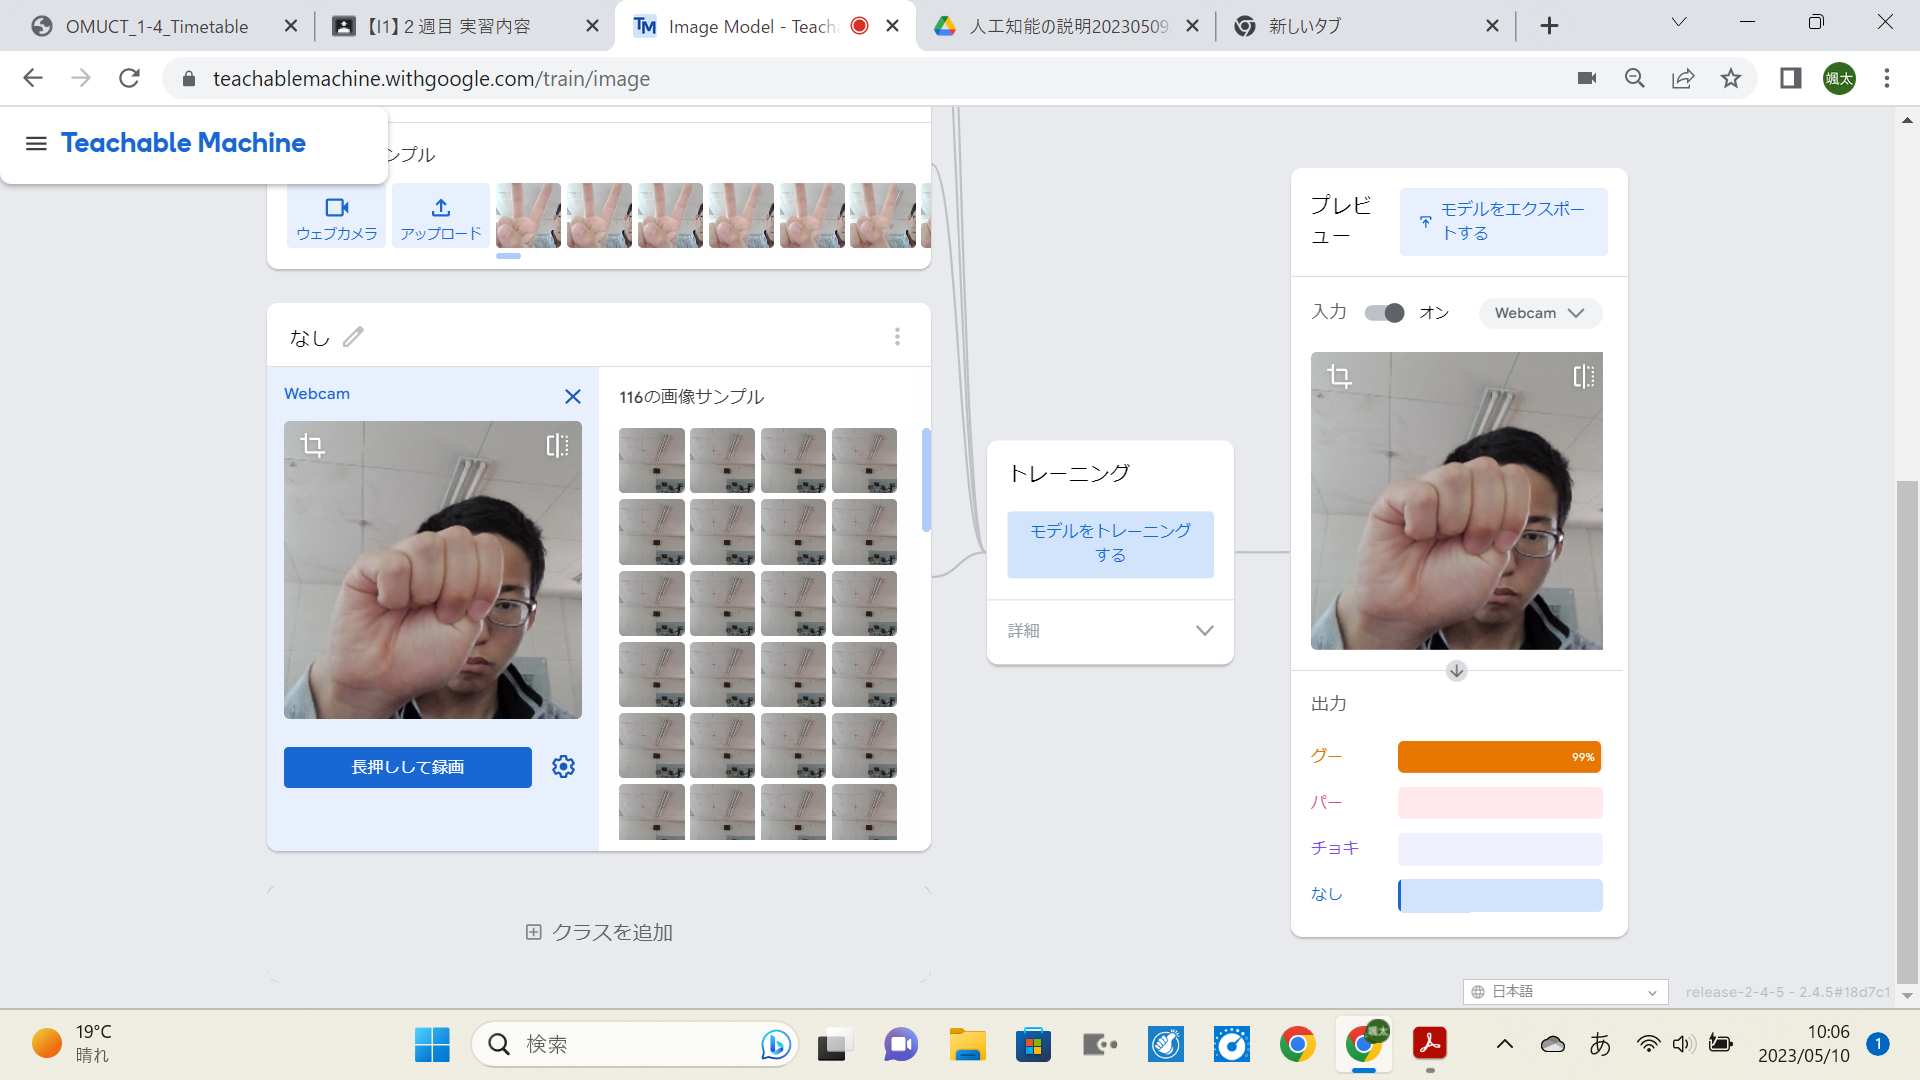 OMUCT_1-4_Timetable
【I1】２週目 実習内容
Image Model - Teach
人工知能の説明20230509.
新しいタブ
teachablemachine.withgoogle.com/train/image
颯太
Teachable Machine
ンプル
ウェブカメラ
アップロード
なし
Webcam
116の画像サンプル
長押しして録画
クラスを追加
トレーニング
モデルをトレーニング
する
詳細
プレビ
ュー
モデルをエクスポー
トする
入力
オン
Webcam
出力
グー
99%
パー
チョキ
なし
日本語
release-2-4-5 - 2.4.5#18d7c1
19°C
晴れ
検索
颯太
あ
10:06
2023/05/10
1